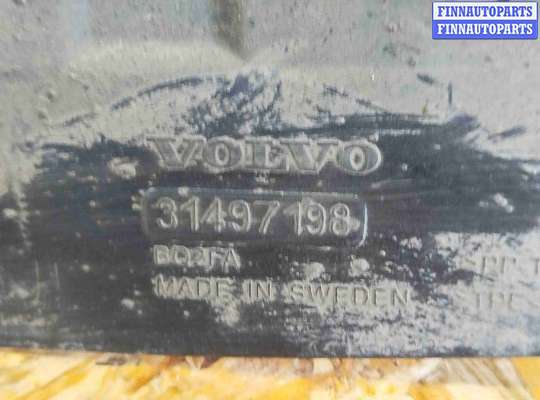 FINNAUTOPARTS
FINNAUTOPARTS
VOLVO
31497198
MADE IN SWEDEN